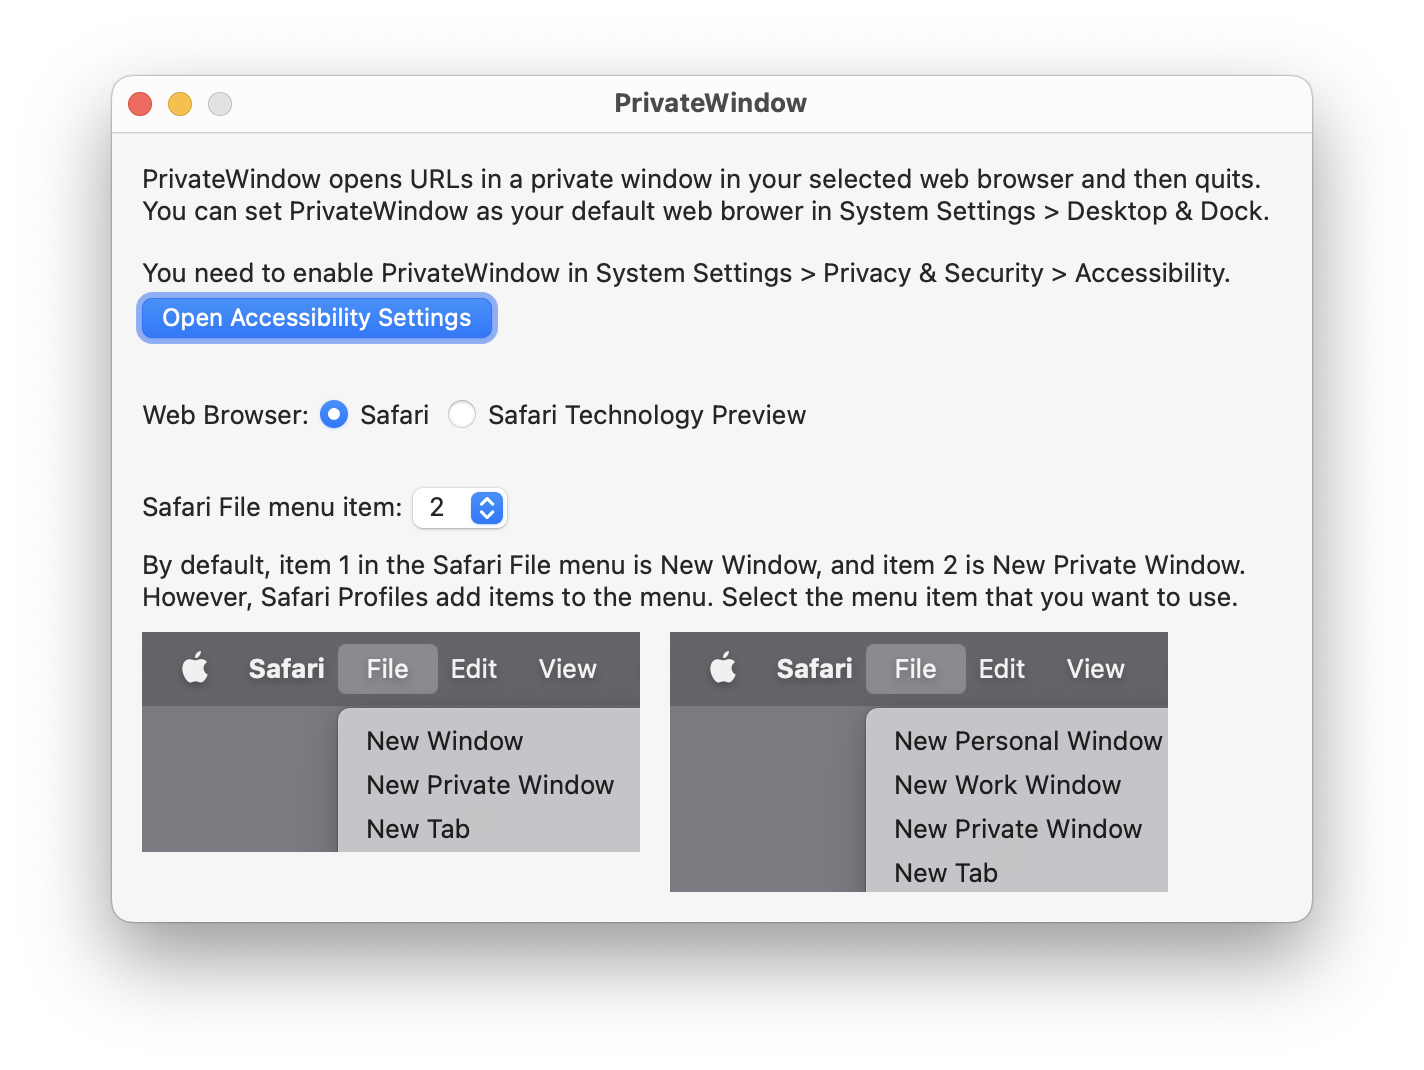 PrivateWindow
PrivateWindow opens URLs in a private window in your selected web browser and then quits.
You can set PrivateWindow as your default web brower in System Settings > Desktop & Dock.
You need to enable PrivateWindow in System Settings > Privacy & Security > Accessibility.
Open Accessibility Settings
Web Browser: Safari Safari Technology Preview
Safari File menu item: 2
By default, item 1 in the Safari File menu is New Window, and item 2 is New Private Window.
However, Safari Profiles add items to the menu. Select the menu item that you want to use.
Safari File Edit View
New Window
New Private Window
New Tab
Safari File Edit View
New Personal Window
New Work Window
New Private Window
New Tab